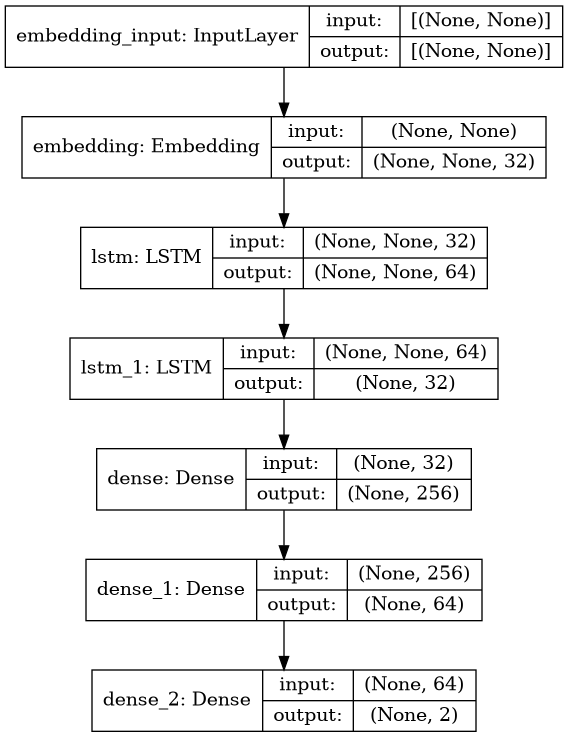 embedding_input: InputLayer
input: [(None, None)]
output: [(None, None)]
embedding: Embedding
input: (None, None)
output: (None, None, 32)
lstm: LSTM
input: (None, None, 32)
output: (None, None, 64)
lstm_1: LSTM
input: (None, None, 64)
output: (None, 32)
dense: Dense
input: (None, 32)
output: (None, 256)
dense_1: Dense
input: (None, 256)
output: (None, 64)
dense_2: Dense
input: (None, 64)
output: (None, 2)